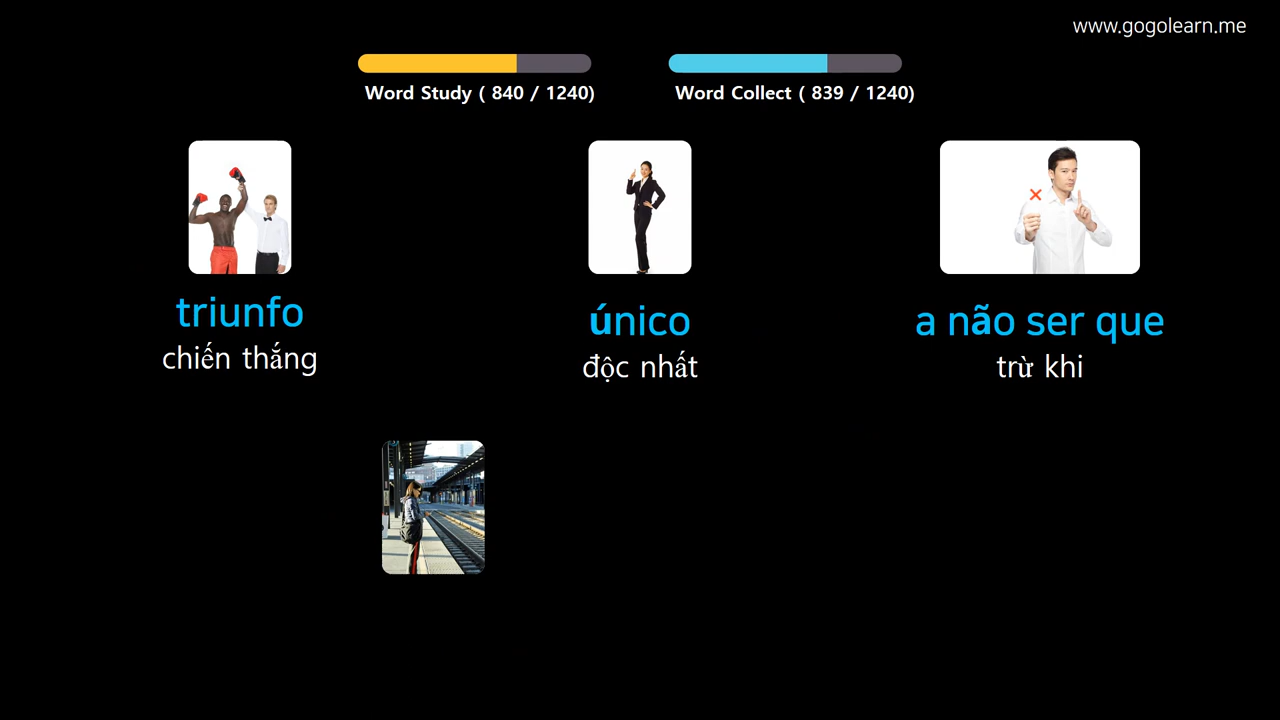 www.gogolearn.me
Word Study ( 840 / 1240)
Word Collect ( 839 / 1240)
triunfo
chiến thắng
único
độc nhất
a não ser que
trừ khi